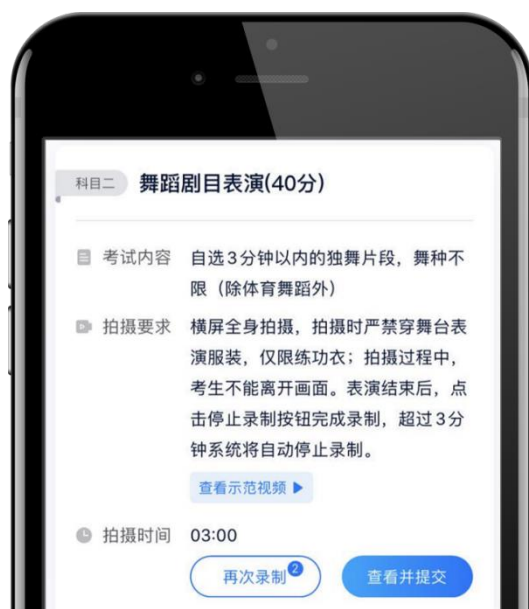 科目二 舞蹈剧目表演(40分)
考试内容 自选3分钟以内的独舞片段，舞种不
限（除体育舞蹈外）
拍摄要求 横屏全身拍摄，拍摄时严禁穿舞台表
演服装，仅限练功衣；拍摄过程中，
考生不能离开画面。表演结束后，点
击停止录制按钮完成录制，超过3分
钟系统将自动停止录制。
查看示范视频
拍摄时间 03:00
再次录制 2 查看并提交